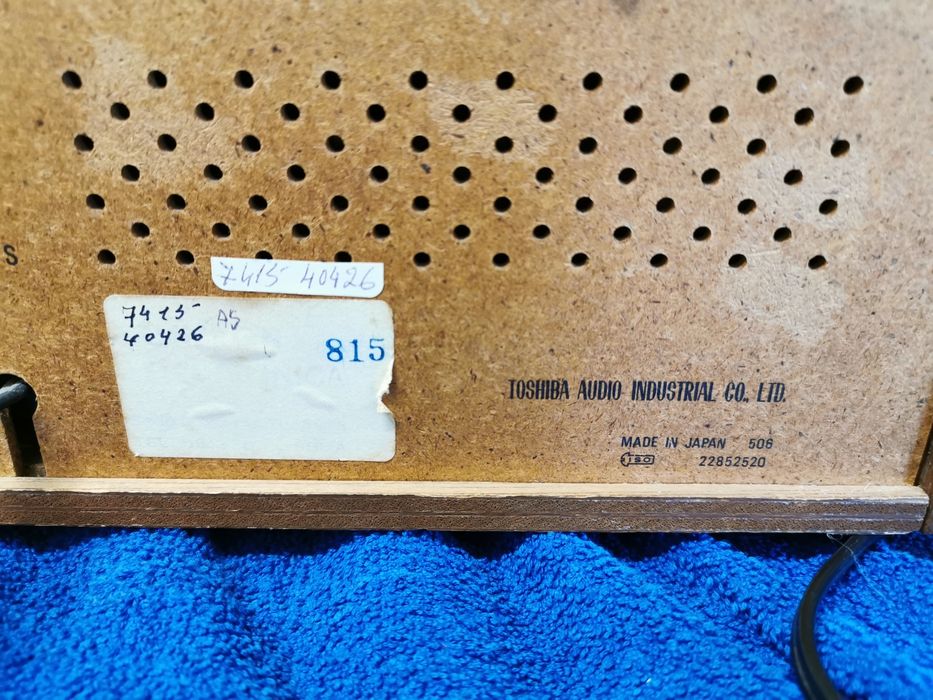 S
7415 40426
7415 A5
40426
815
TOSHIBA AUDIO INDUSTRIAL CO., LTD.
MADE IN JAPAN 506
22852520